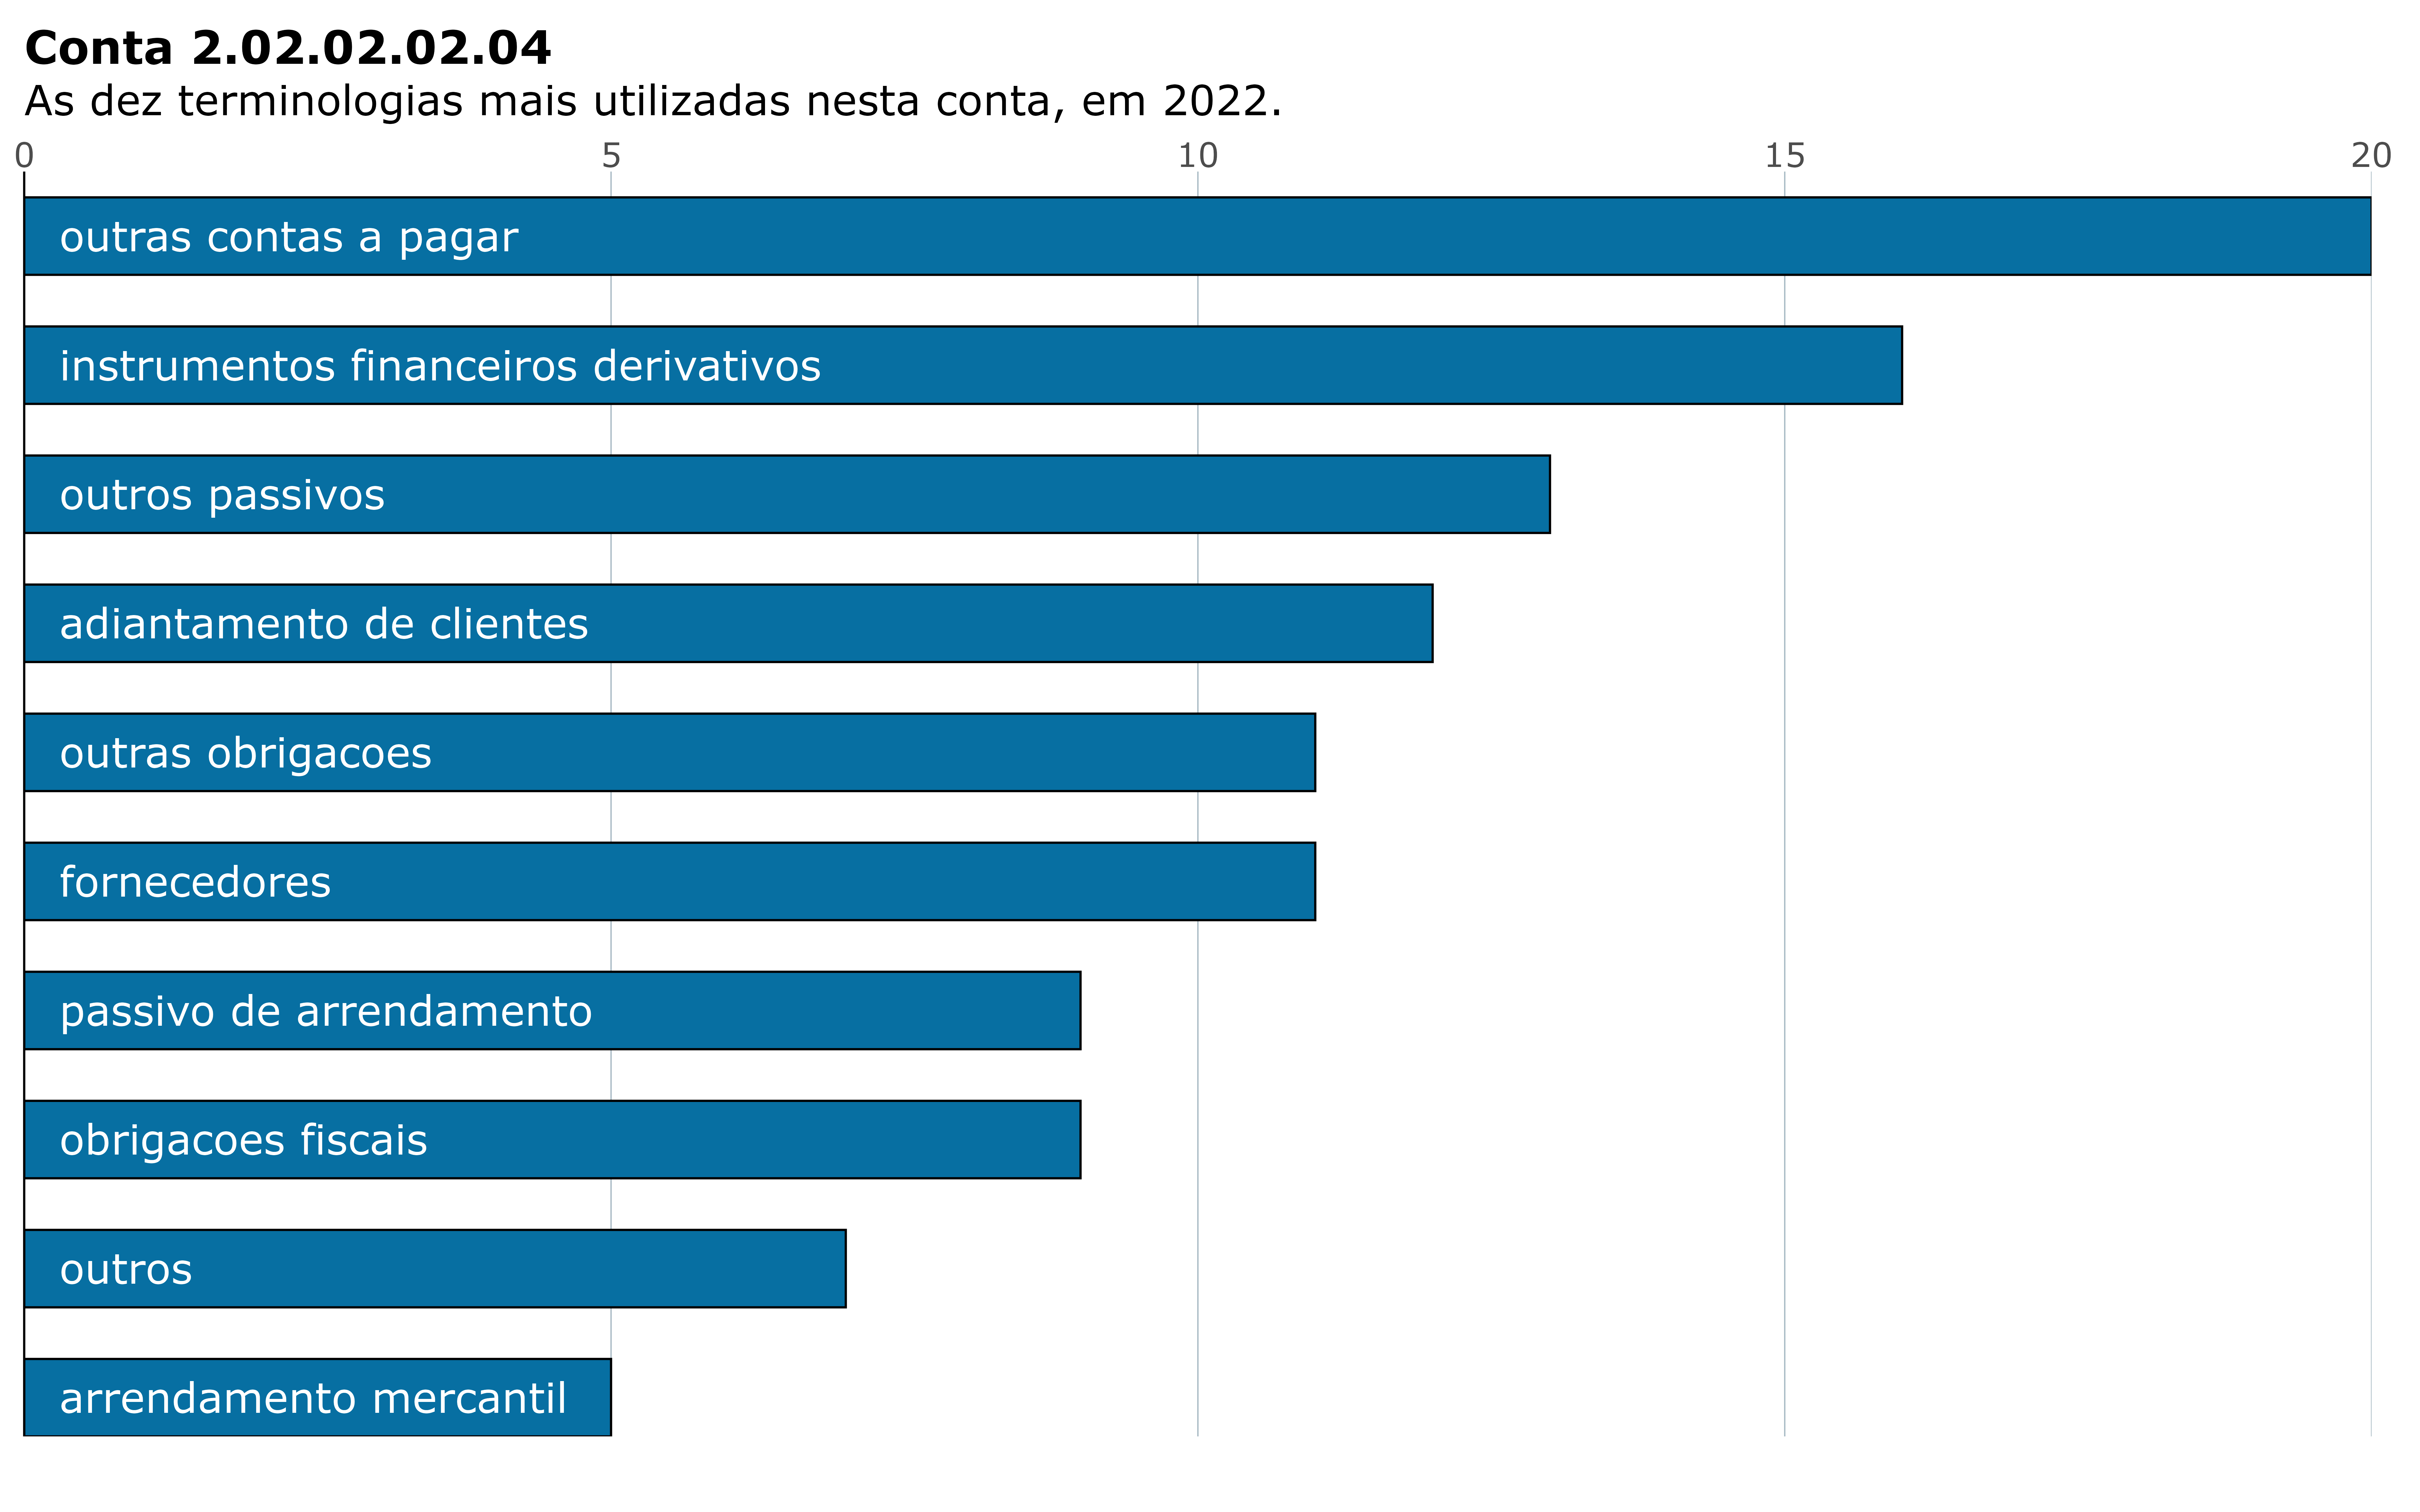 Conta 2.02.02.02.04
As dez terminologias mais utilizadas nesta conta, em 2022.
0 5 10 15 20
outras contas a pagar
instrumentos financeiros derivativos
outros passivos
adiantamento de clientes
outras obrigacoes
fornecedores
passivo de arrendamento
obrigacoes fiscais
outros
arrendamento mercantil